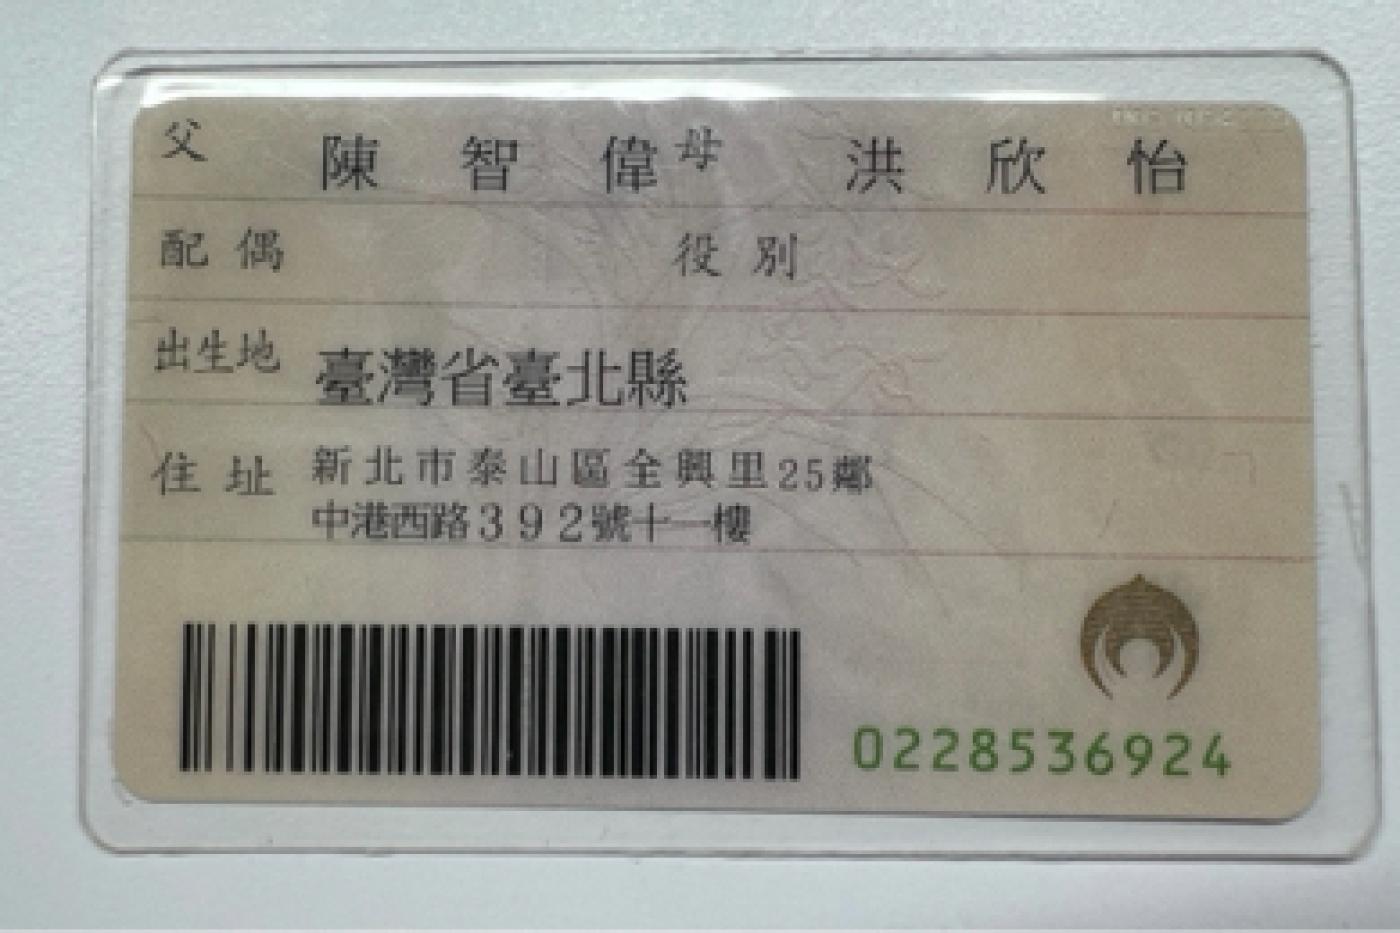 父 陳智偉 母 洪欣怡
配偶 役別
出生地 臺灣省臺北縣
住址 新北市泰山區全興里25鄰
中港西路392號十一樓
0228536924